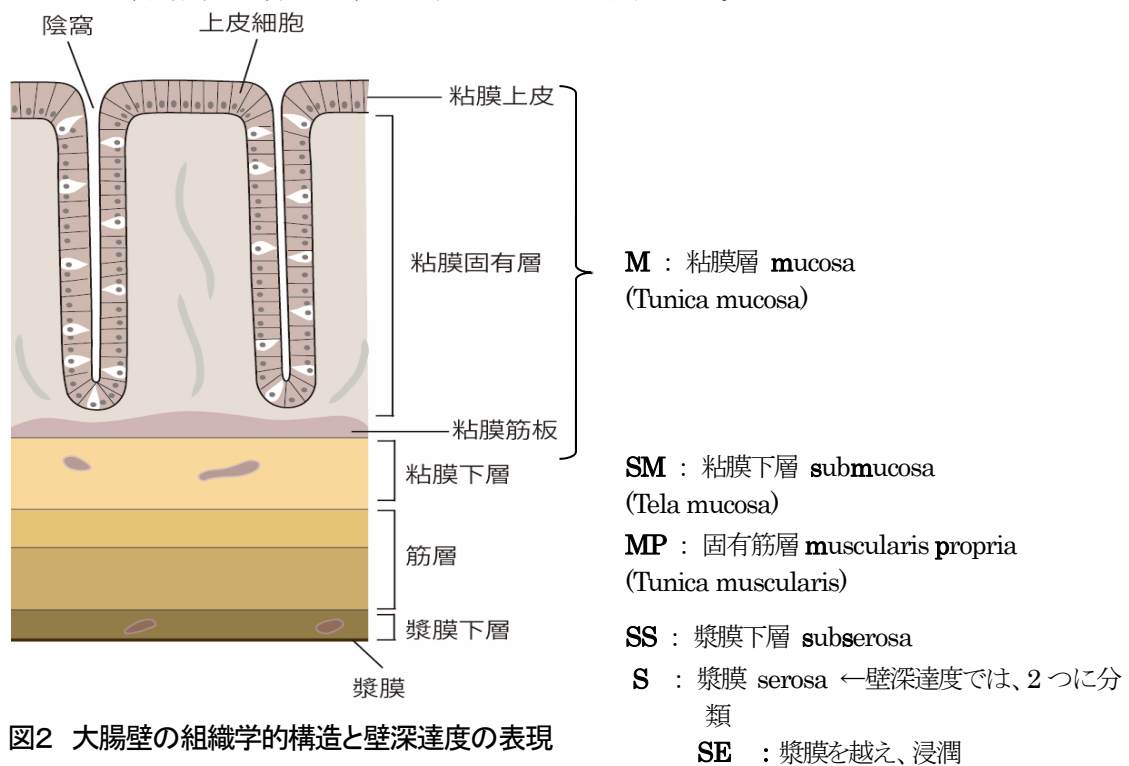 陰窩
上皮細胞
粘膜上皮
粘膜固有層
粘膜筋板
粘膜下層
筋層
漿膜下層
漿膜
M : 粘膜層 mucosa
(Tunica mucosa)
SM : 粘膜下層 submucosa
(Tela mucosa)
MP : 固有筋層 muscularis propria
(Tunica muscularis)
SS : 漿膜下層 subserosa
S : 漿膜 serosa ←壁深達度では、2つに分
類
SE :漿膜を越え、浸潤
図2 大腸壁の組織学的構造と壁深達度の表現